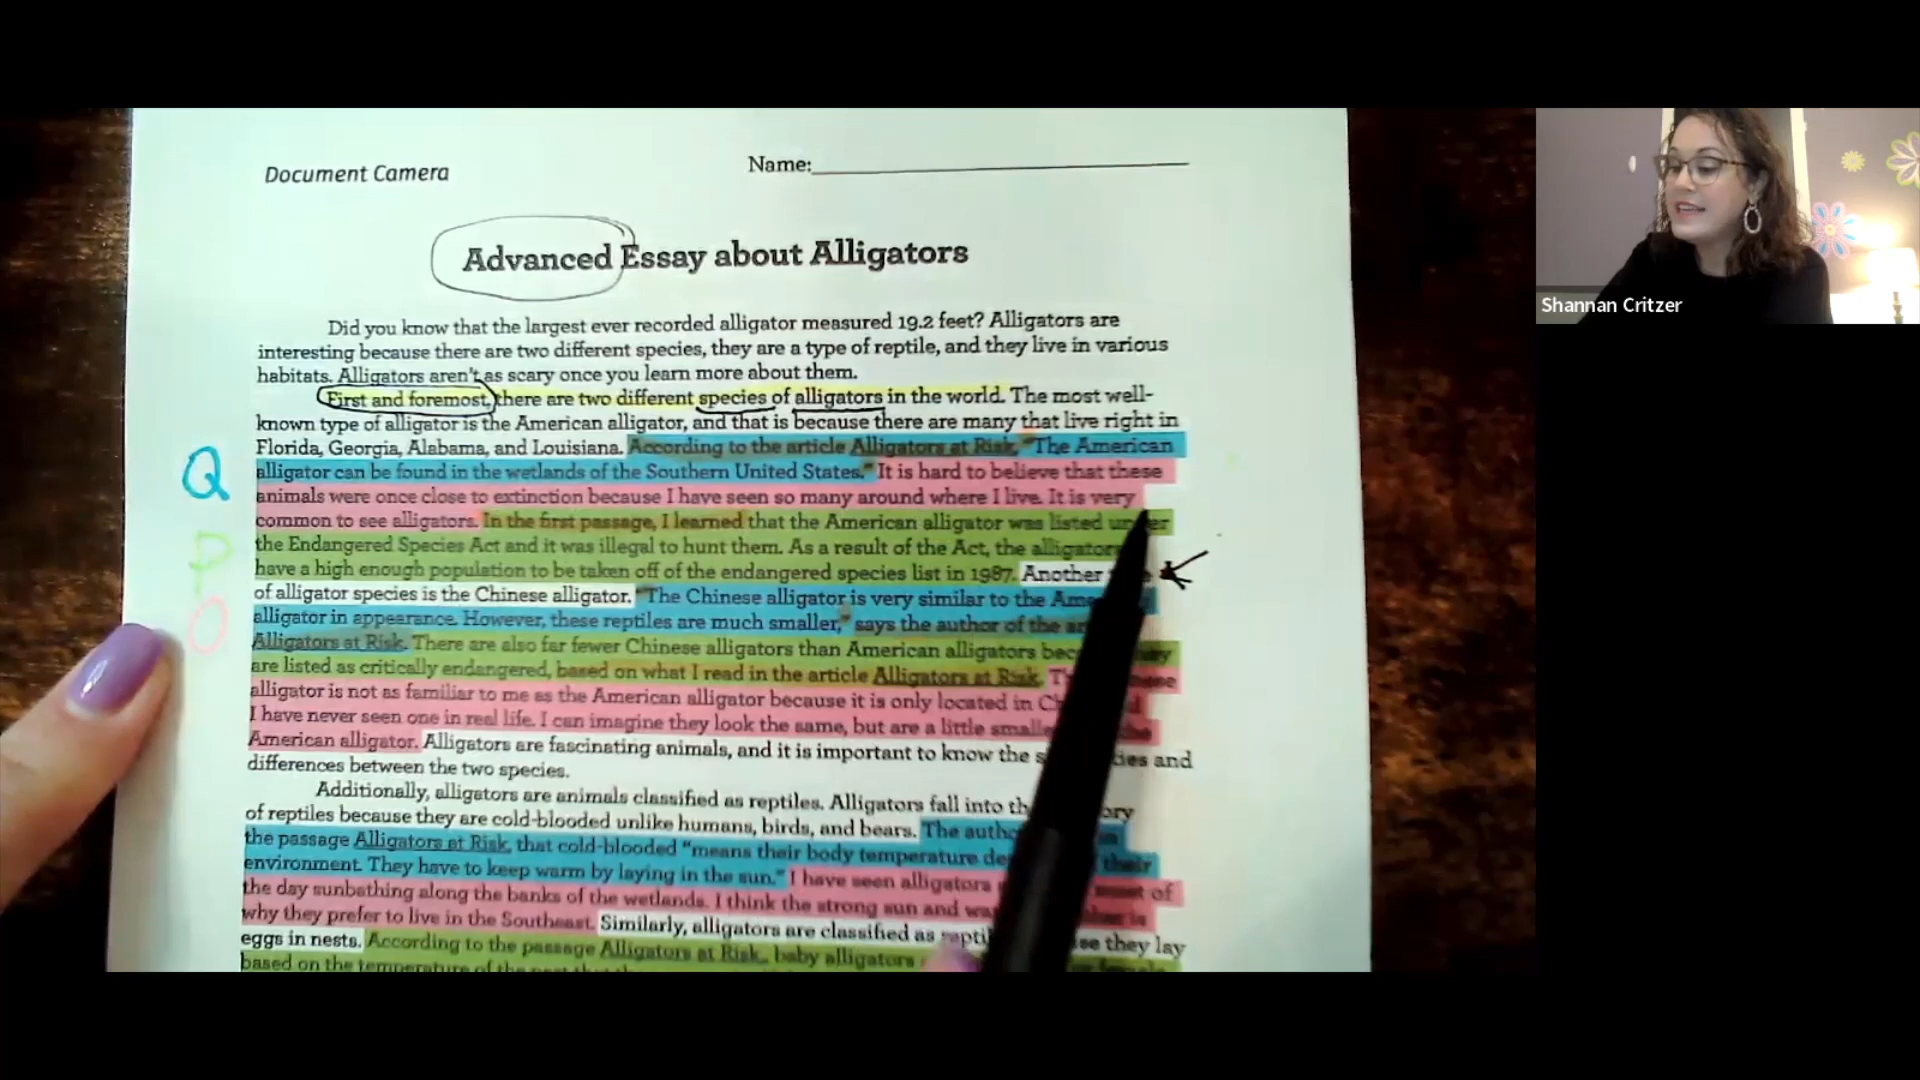 Document Camera
Name:
Advanced Essay about Alligators
Did you know that the largest ever recorded alligator measured 19.2 feet? Alligators are
interesting because there are two different species, they are a type of reptile, and they live in various
habitats. Alligators aren't as scary once you learn more about them.
First and foremost, there are two different species of alligators in the world. The most well-
known type of alligator is the American alligator, and that is because there are many that live right in
Florida, Georgia, Alabama, and Louisiana. According to the article Alligators at Risk, "The American
alligator can be found in the wetlands of the Southern United States." It is hard to believe that these
animals were once close to extinction because I have seen so many around where I live. It is very
common to see alligators. In the first passage, I learned that the American alligator was listed under
the Endangered Species Act and it was illegal to hunt them. As a result of the Act, the alligators
have a high enough population to be taken off of the endangered species list in 1987. Another
of alligator species is the Chinese alligator. "The Chinese alligator is very similar to the
alligator in appearance. However, these reptiles are much smaller," says the author of the
Alligators at Risk. There are also far fewer Chinese alligators than American alligators
are listed as critically endangered, based on what I read in the article Alligators at Risk.
alligator is not as familiar to me as the American alligator because it is only located in
I have never seen one in real life. I can imagine they look the same, but are a little
American alligator. Alligators are fascinating animals, and it is important to know the and
differences between the two species.
Additionally, alligators are animals classified as reptiles. Alligators fall into
of reptiles because they are cold-blooded unlike humans, birds, and bears. The
the passage Alligators at Risk, that cold-blooded "means their body temperature their
environment. They have to keep warm by laying in the sun." I have seen alligators most of
the day sunbathing along the banks of the wetlands. I think the strong sun and is
why they prefer to live in the Southeast. Similarly, alligators are classified as they lay
eggs in nests. According to the passage Alligators at Risk, baby alligators
based on the temperature of the
Q
P
O
Shannan Critzer